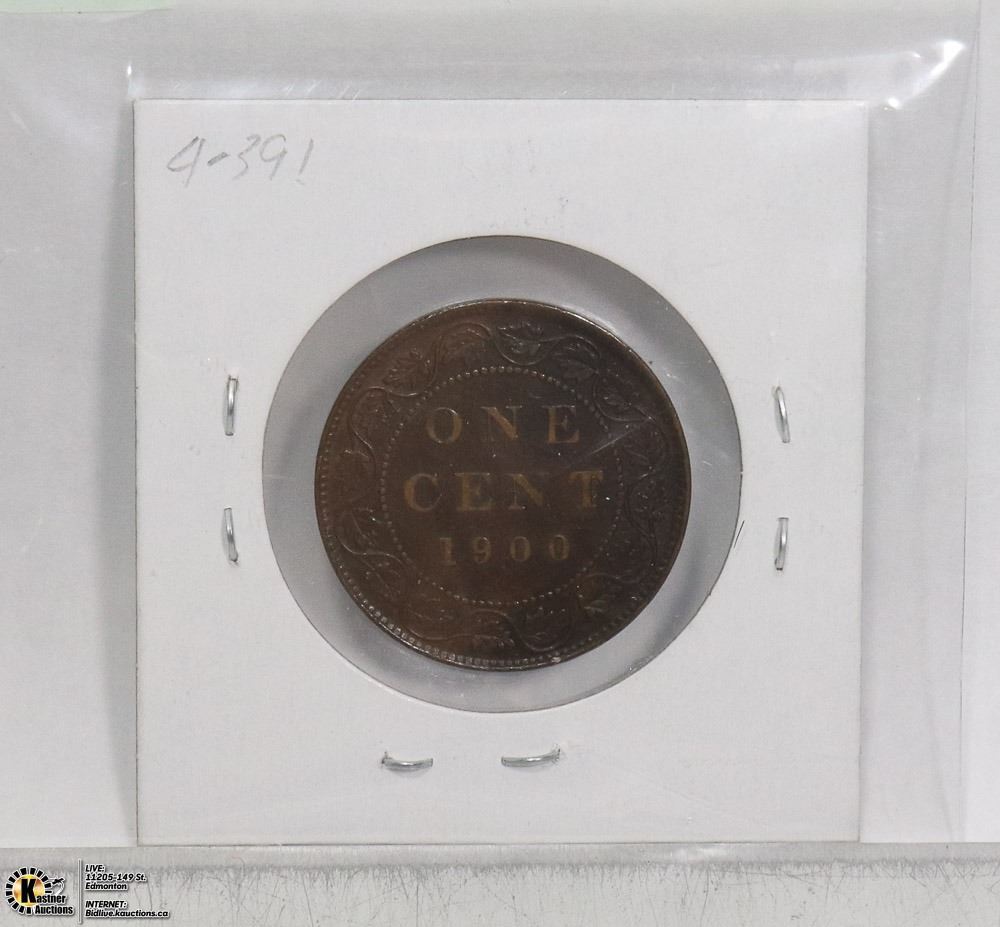 4-391
ONE
CENT
1900
Kastner
Auctions
LIVE:
11205-149 St.
Edmonton
INTERNET:
Bidlive.kauctions.ca